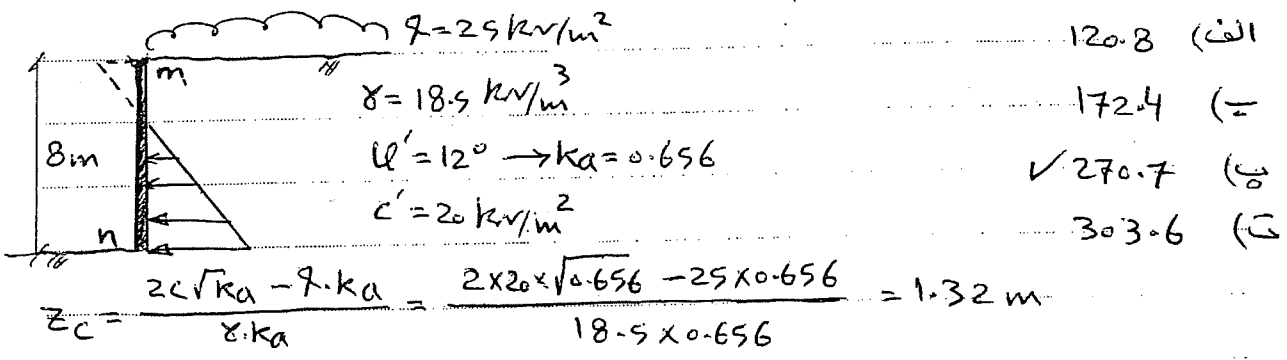 q=25 kN/m²
m
γ=18.5 kN/m³
8m
φ'=12° → ka=0.656
c'=20 kN/m²
n
الف) 120.8
ب) 172.4
پ) 270.7 ✓
ت) 303.6
Zc = (2c√ka - q.ka)/(γ.ka) = (2×20×√0.656 - 25×0.656)/(18.5×0.656) = 1.32 m